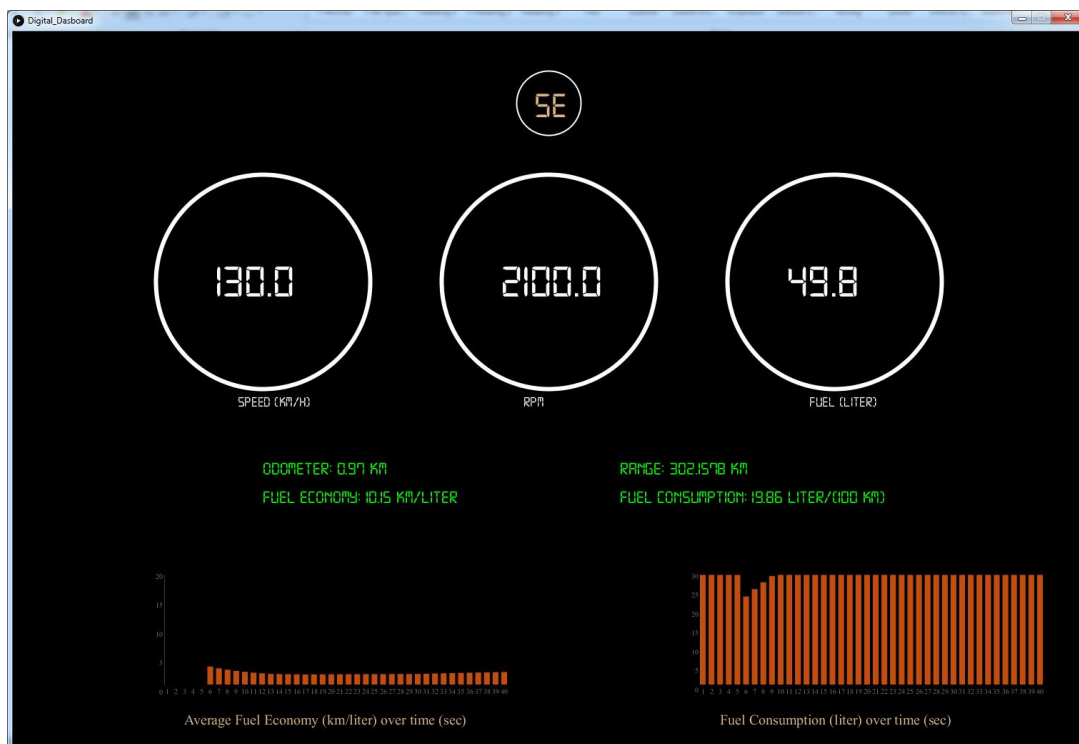 Digital_Dasboard
SE
130.0
2100.0
49.8
SPEED (KM/H)
RPM
FUEL (LITER)
ODOMETER: 0.97 KM
RANGE: 302.1578 KM
FUEL ECONOMY: 10.15 KM/LITER
FUEL CONSUMPTION: 19.86 LITER/(100 KM)
20
15
10
5
0 1 2 3 4 5 6 7 8 9 10 11 12 13 14 15 16 17 18 19 20 21 22 23 24 25 26 27 28 29 30 31 32 33 34 35 36 37 38 39 40
Average Fuel Economy (km/liter) over time (sec)
30
25
20
15
10
5
0 1 2 3 4 5 6 7 8 9 10 11 12 13 14 15 16 17 18 19 20 21 22 23 24 25 26 27 28 29 30 31 32 33 34 35 36 37 38 39 40
Fuel Consumption (liter) over time (sec)